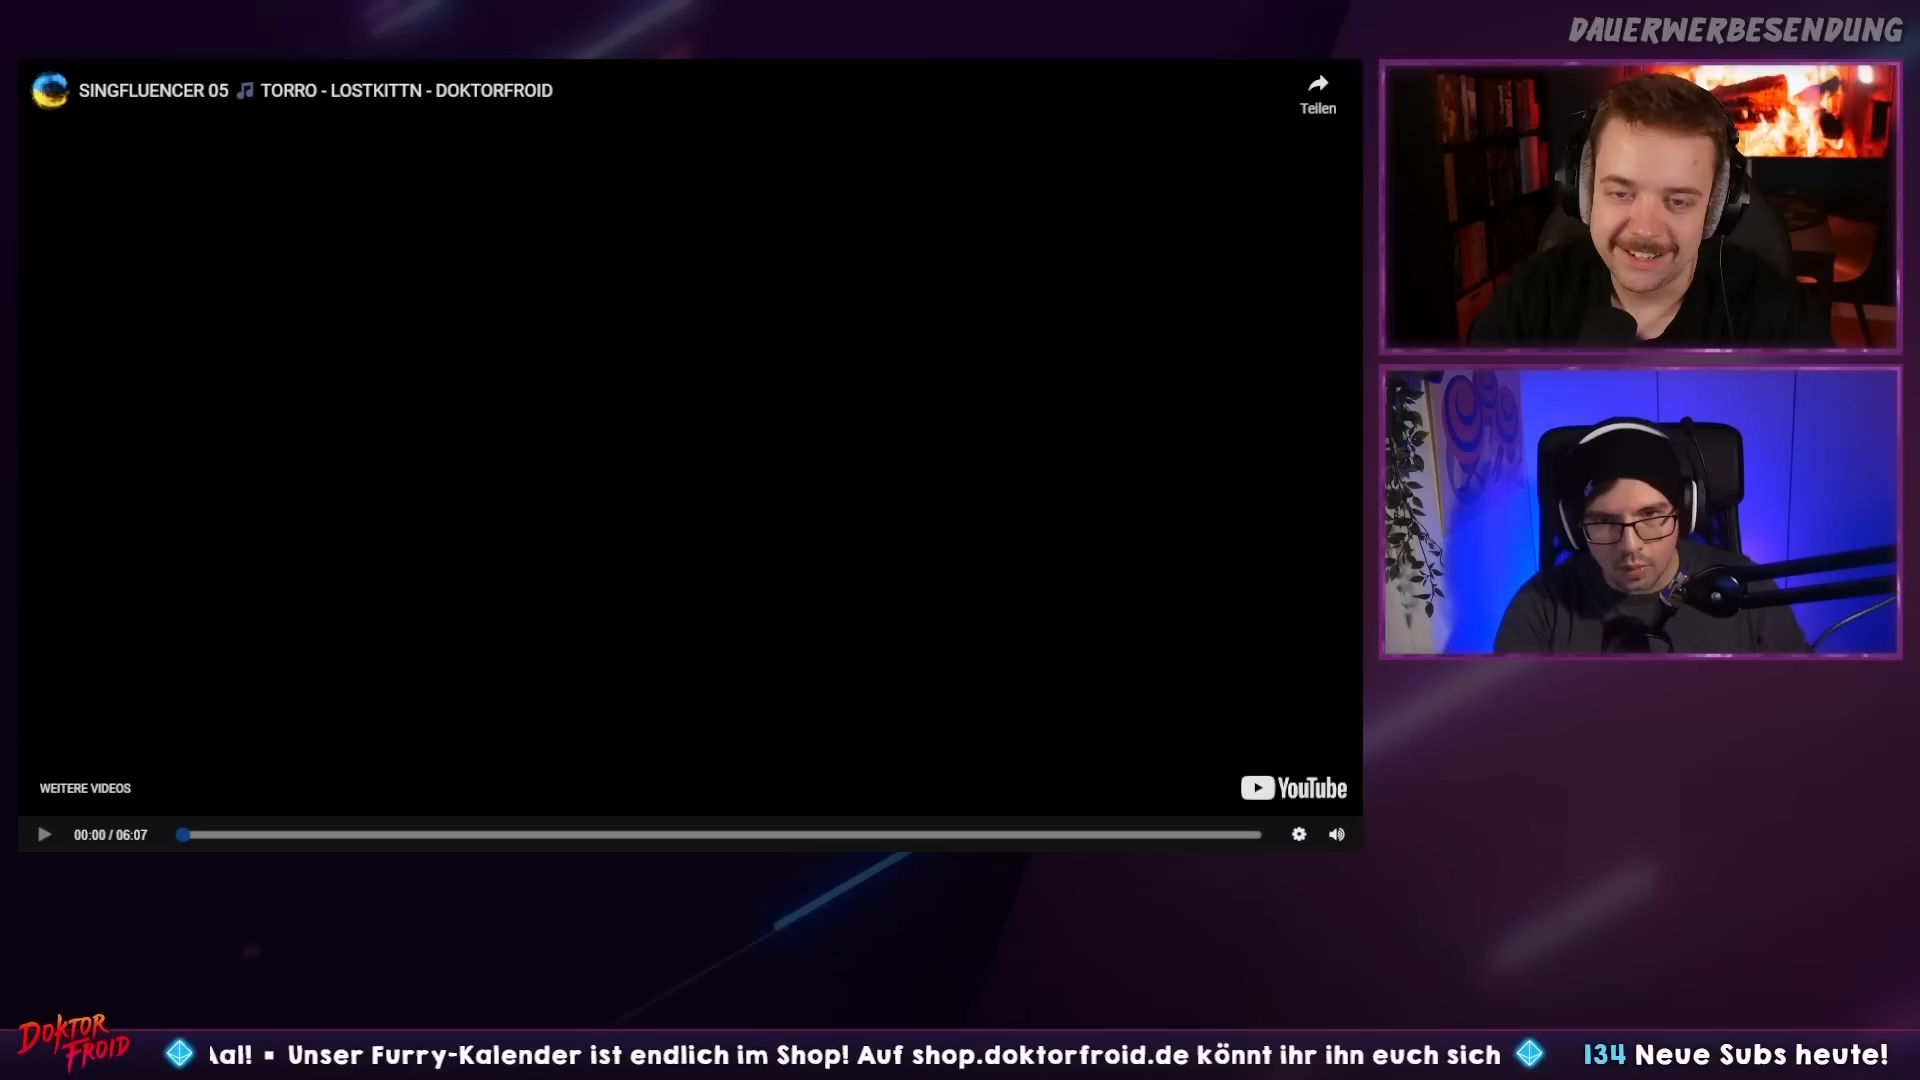 DAUERWERBESENDUNG
SINGFLUENCER 05 🎵 TORRO - LOSTKITTN - DOKTORFROID
Teilen
WEITERE VIDEOS
YouTube
00:00 / 06:07
DOKTOR
FROID
Aal! ▪ Unser Furry-Kalender ist endlich im Shop! Auf shop.doktorfroid.de könnt ihr ihn euch sich
134 Neue Subs heute!